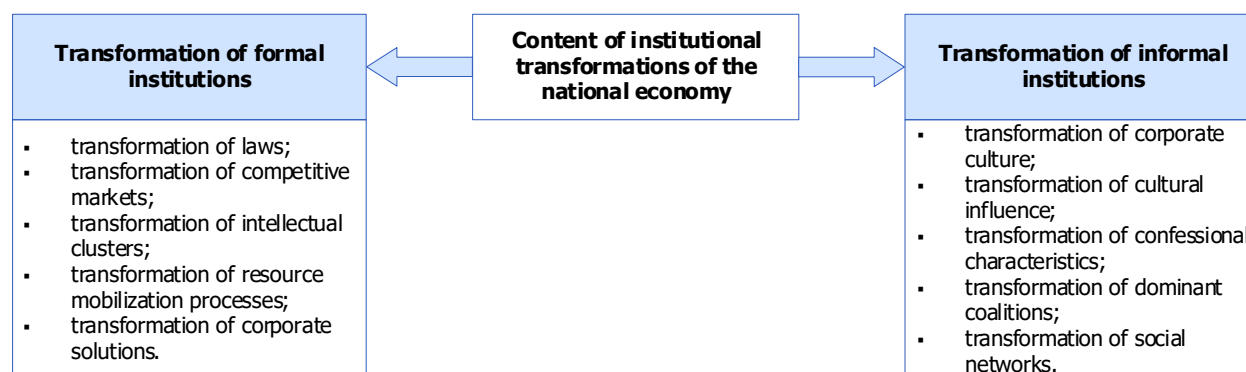 Transformation of formal
institutions
▪ transformation of laws;
▪ transformation of competitive
markets;
▪ transformation of intellectual
clusters;
▪ transformation of resource
mobilization processes;
▪ transformation of corporate
solutions.
Content of institutional
transformations of the
national economy
Transformation of informal
institutions
▪ transformation of corporate
culture;
▪ transformation of cultural
influence;
▪ transformation of confessional
characteristics;
▪ transformation of dominant
coalitions;
▪ transformation of social
networks.